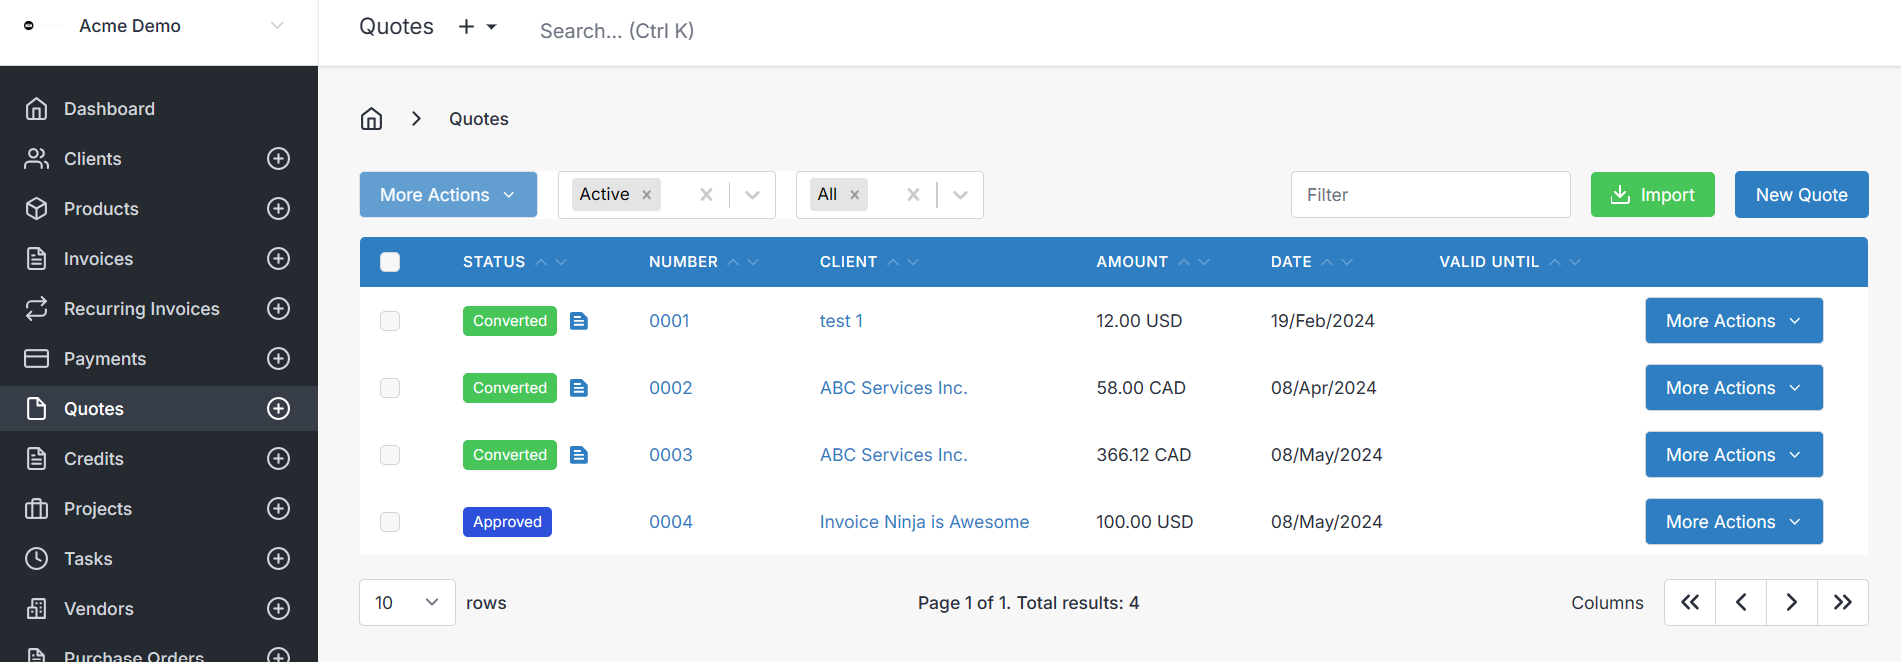 Acme Demo
Quotes
Search... (Ctrl K)
Dashboard
Clients
Products
Invoices
Recurring Invoices
Payments
Quotes
Credits
Projects
Tasks
Vendors
Purchase Orders
Quotes
More Actions
Active
All
Filter
Import
New Quote
STATUS NUMBER CLIENT AMOUNT DATE VALID UNTIL
Converted 0001 test 1 12.00 USD 19/Feb/2024 More Actions
Converted 0002 ABC Services Inc. 58.00 CAD 08/Apr/2024 More Actions
Converted 0003 ABC Services Inc. 366.12 CAD 08/May/2024 More Actions
Approved 0004 Invoice Ninja is Awesome 100.00 USD 08/May/2024 More Actions
10 rows
Page 1 of 1. Total results: 4
Columns